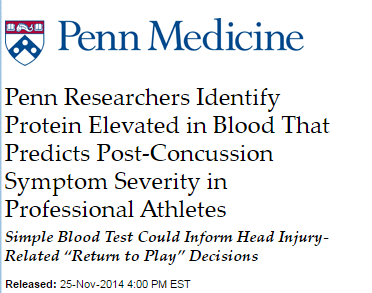 Penn Medicine
Penn Researchers Identify
Protein Elevated in Blood That
Predicts Post-Concussion
Symptom Severity in
Professional Athletes
Simple Blood Test Could Inform Head Injury-
Related “Return to Play” Decisions
Released: 25-Nov-2014 4:00 PM EST